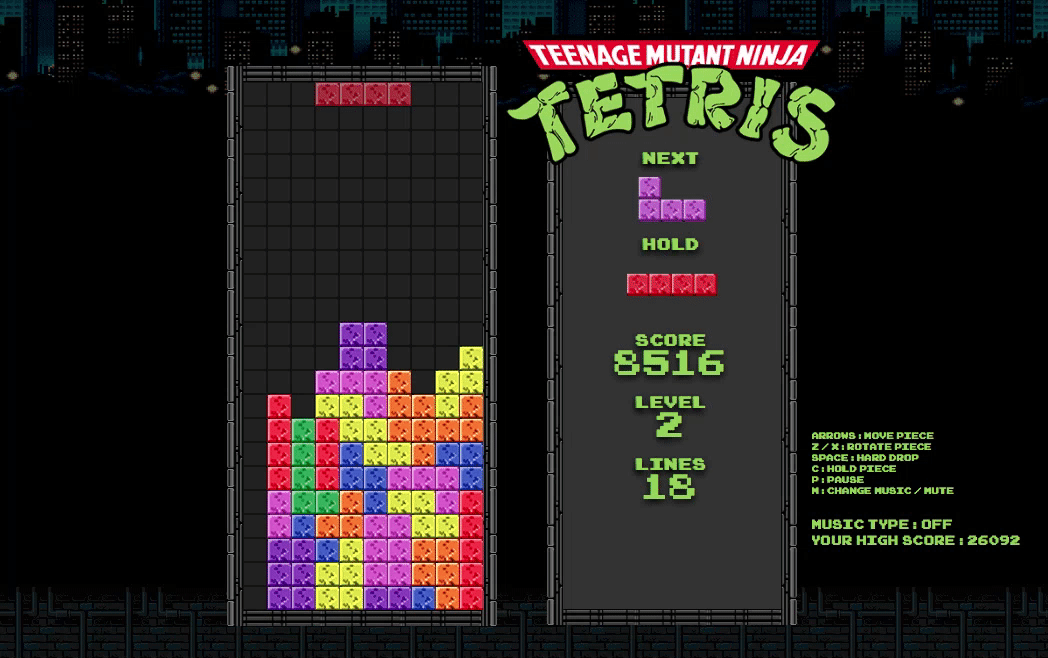 TEENAGE MUTANT NINJA
TETRIS
NEXT
HOLD
SCORE
8516
LEVEL
2
LINES
18
ARROWS : MOVE PIECE
Z / X : ROTATE PIECE
SPACE : HARD DROP
C : HOLD PIECE
P : PAUSE
M : CHANGE MUSIC / MUTE
MUSIC TYPE : OFF
YOUR HIGH SCORE : 26092